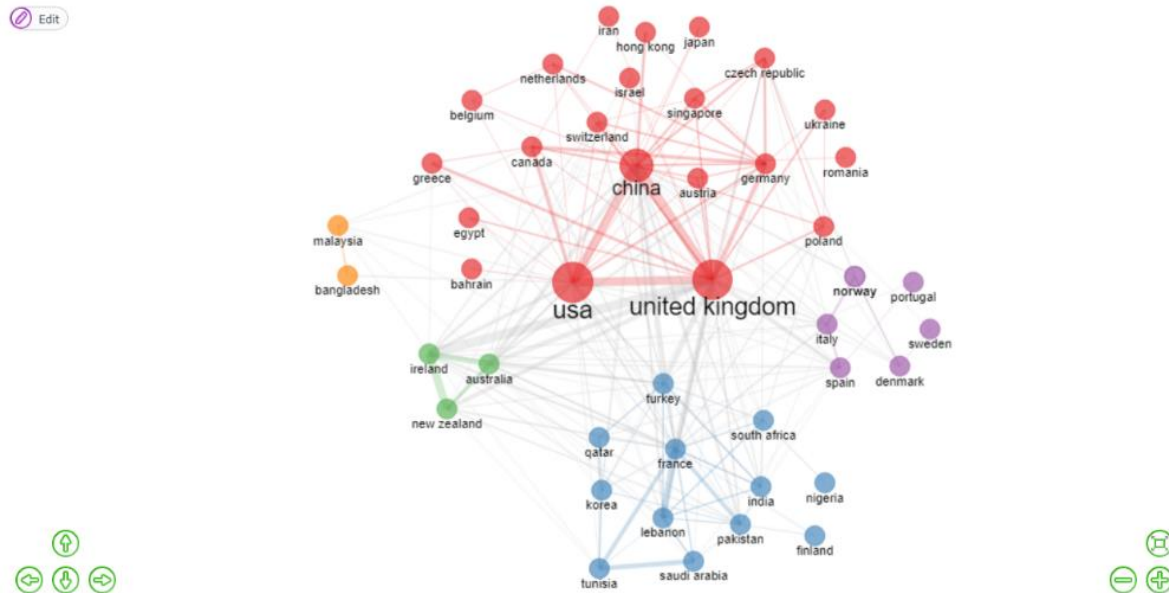 Edit
iran
hong kong
japan
netherlands
czech republic
israel
belgium
singapore
ukraine
switzerland
canada
romania
greece
china
austria
germany
malaysia
egypt
poland
bangladesh
bahrain
norway
portugal
usa
united kingdom
italy
sweden
ireland
australia
spain
denmark
turkey
new zealand
south africa
qatar
france
korea
india
nigeria
lebanon
pakistan
finland
tunisia
saudi arabia